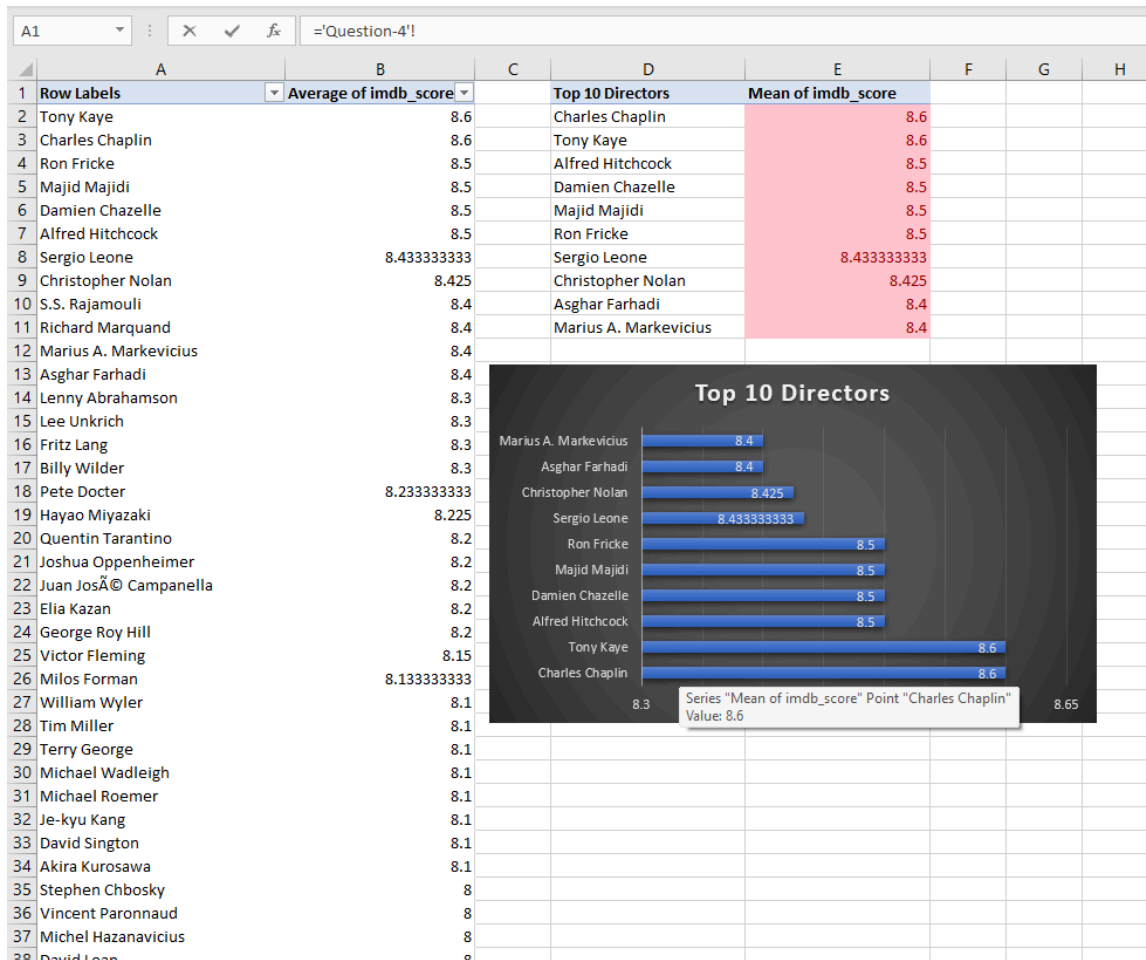 A1 fx ='Question-4'!
A B C D E F G H
1 Row Labels Average of imdb_score Top 10 Directors Mean of imdb_score
2 Tony Kaye 8.6 Charles Chaplin 8.6
3 Charles Chaplin 8.6 Tony Kaye 8.6
4 Ron Fricke 8.5 Alfred Hitchcock 8.5
5 Majid Majidi 8.5 Damien Chazelle 8.5
6 Damien Chazelle 8.5 Majid Majidi 8.5
7 Alfred Hitchcock 8.5 Ron Fricke 8.5
8 Sergio Leone 8.433333333 Sergio Leone 8.433333333
9 Christopher Nolan 8.425 Christopher Nolan 8.425
10 S.S. Rajamouli 8.4 Asghar Farhadi 8.4
11 Richard Marquand 8.4 Marius A. Markevicius 8.4
12 Marius A. Markevicius 8.4
13 Asghar Farhadi 8.4
14 Lenny Abrahamson 8.3
15 Lee Unkrich 8.3
16 Fritz Lang 8.3
17 Billy Wilder 8.3
18 Pete Docter 8.233333333
19 Hayao Miyazaki 8.225
20 Quentin Tarantino 8.2
21 Joshua Oppenheimer 8.2
22 Juan JosÃ© Campanella 8.2
23 Elia Kazan 8.2
24 George Roy Hill 8.2
25 Victor Fleming 8.15
26 Milos Forman 8.133333333
27 William Wyler 8.1
28 Tim Miller 8.1
29 Terry George 8.1
30 Michael Wadleigh 8.1
31 Michael Roemer 8.1
32 Je-kyu Kang 8.1
33 David Sington 8.1
34 Akira Kurosawa 8.1
35 Stephen Chbosky 8
36 Vincent Paronnaud 8
37 Michel Hazanavicius 8
38 David Lean 8
Top 10 Directors
Marius A. Markevicius 8.4
Asghar Farhadi 8.4
Christopher Nolan 8.425
Sergio Leone 8.433333333
Ron Fricke 8.5
Majid Majidi 8.5
Damien Chazelle 8.5
Alfred Hitchcock 8.5
Tony Kaye 8.6
Charles Chaplin 8.6
8.3 8.65
Series "Mean of imdb_score" Point "Charles Chaplin"
Value: 8.6